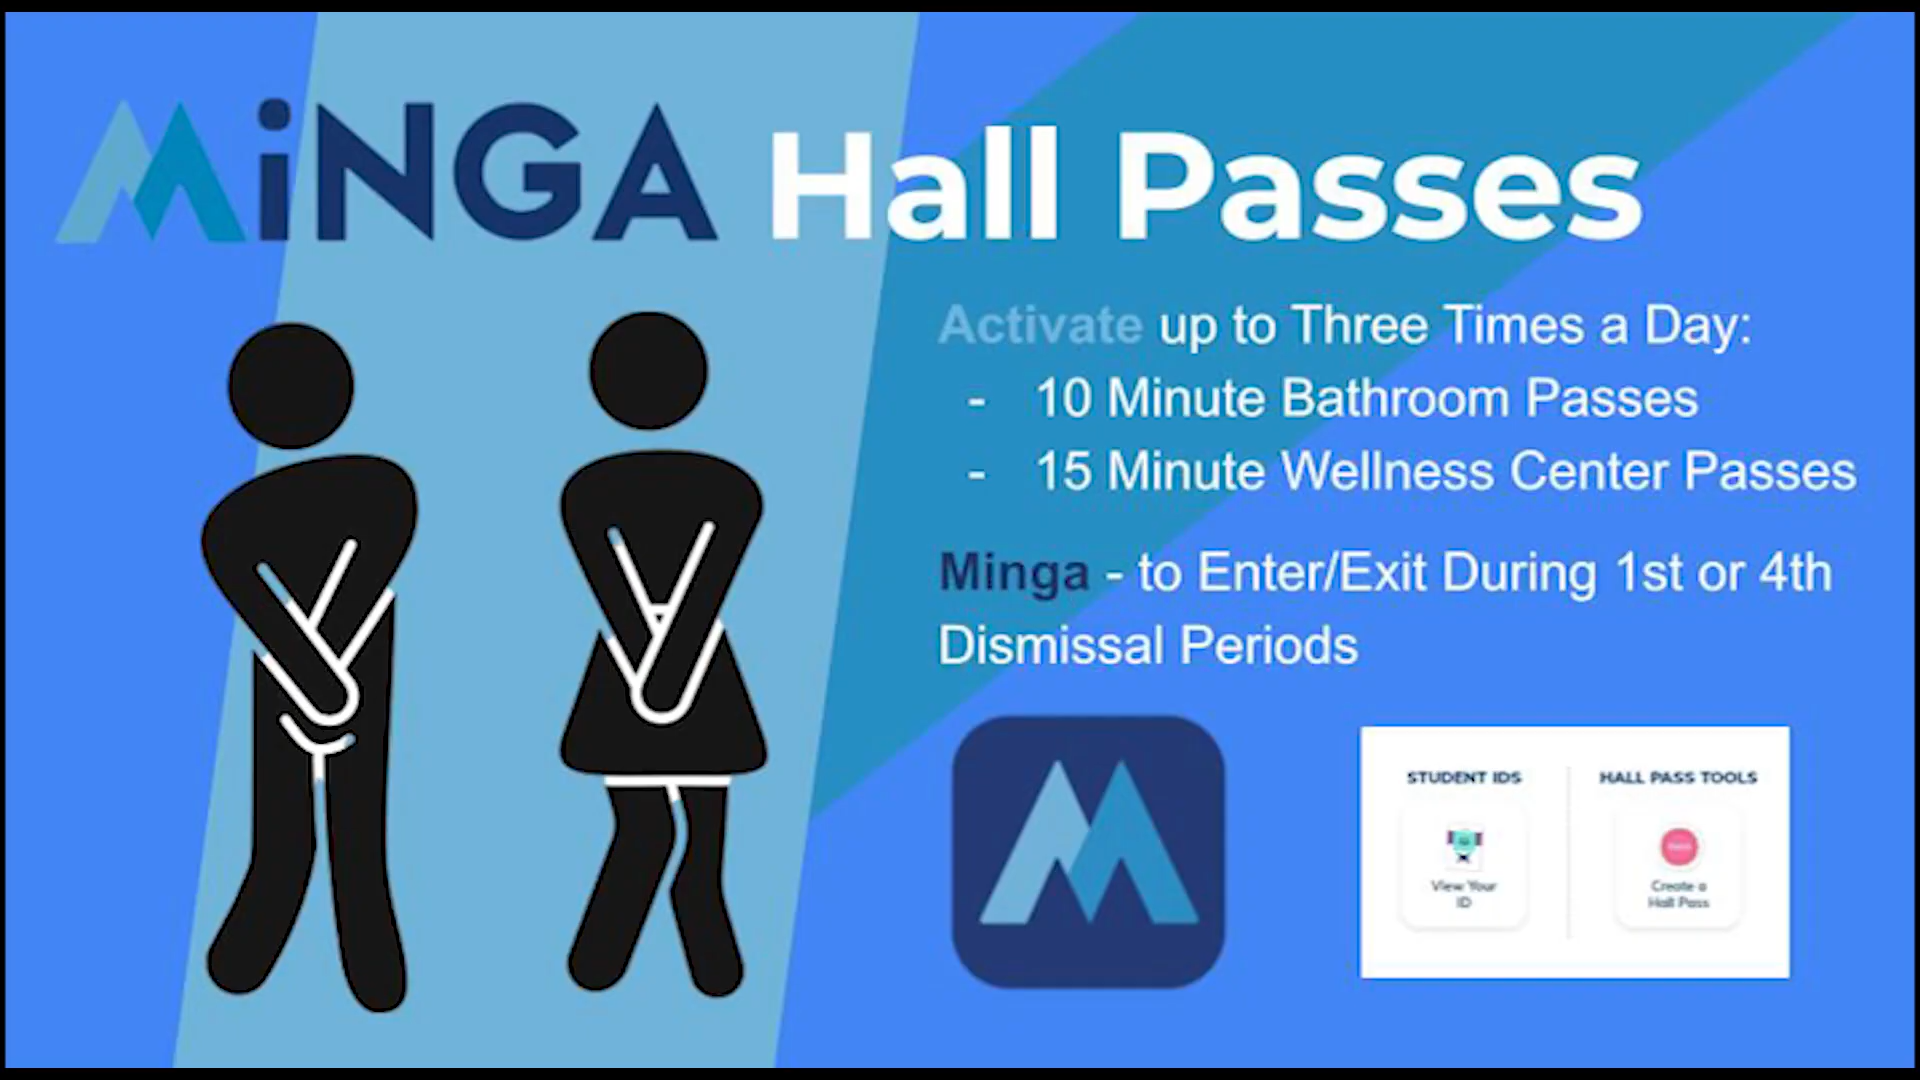 MiNGA Hall Passes
Activate up to Three Times a Day:
- 10 Minute Bathroom Passes
- 15 Minute Wellness Center Passes
Minga - to Enter/Exit During 1st or 4th
Dismissal Periods
STUDENT IDS
View Your
ID
HALL PASS TOOLS
Create a
Hall Pass